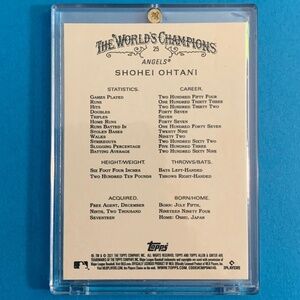 THE WORLD'S CHAMPIONS
25
ANGELS
SHOHEI OHTANI
STATISTICS. CAREER.
GAMES PLAYED TWO HUNDRED FIFTY FOUR
RUNS ONE HUNDRED THIRTY THREE
HITS TWO HUNDRED THIRTY
DOUBLES FORTY SEVEN
TRIPLES SEVEN
HOME RUNS FORTY SEVEN
RUNS BATTED IN ONE HUNDRED FORTY SEVEN
STOLEN BASES TWENTY NINE
WALKS NINETY TWO
STRIKEOUTS TWO HUNDRED SIXTY TWO
SLUGGING PERCENTAGE FIVE HUNDRED
BATTING AVERAGE TWO HUNDRED SIXTY SIX
HEIGHT/WEIGHT. THROWS/BATS.
SIX FOOT FOUR INCHES BATS LEFT-HANDED
TWO HUNDRED TEN POUNDS THROWS RIGHT-HANDED
ACQUIRED. BORN/HOME.
FREE AGENT, DECEMBER BORN: JULY FIFTH,
NINTH, TWO THOUSAND NINETEEN NINETY FOUR
SEVENTEEN HOME: OSHU, JAPAN
Topps